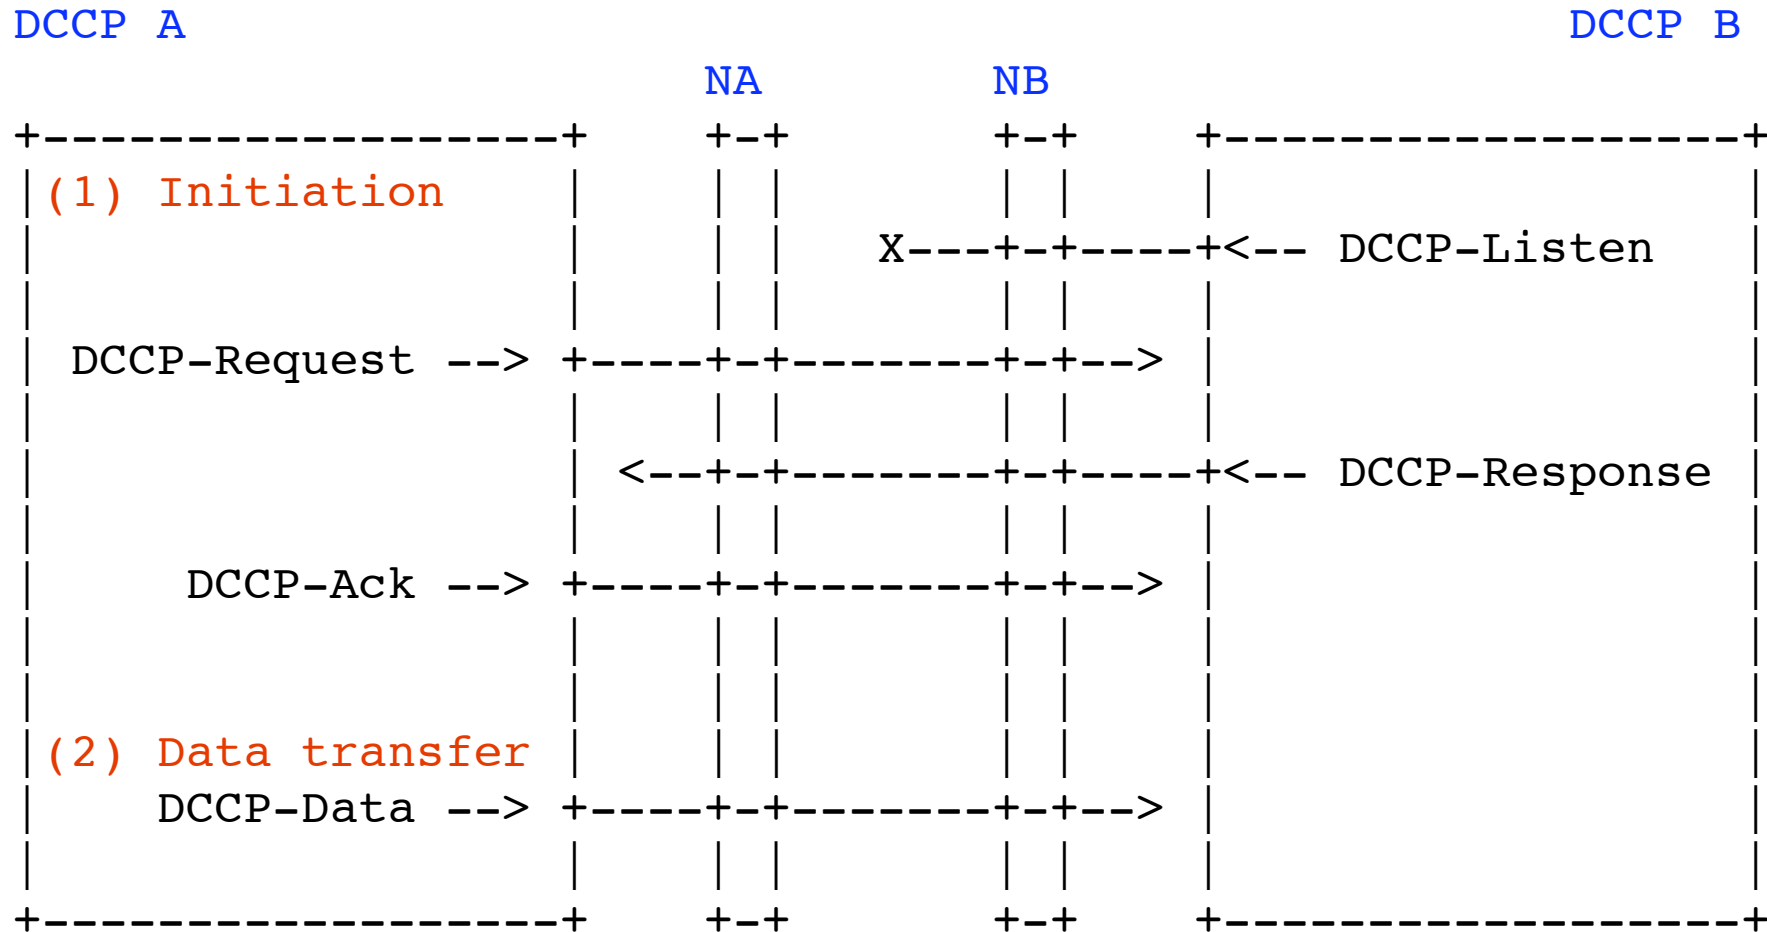 DCCP A                                                DCCP B
                        NA        NB
+------------------+    +-+       +-+    +------------------+
|(1) Initiation    |    | |       | |    |                  |
|                  |    | |   X---+-+----+<-- DCCP-Listen   |
|                  |    | |       | |    |                  |
| DCCP-Request --> +----+-+-------+-+--> |                  |
|                  |    | |       | |    |                  |
|                  | <--+-+-------+-+----+<-- DCCP-Response |
|                  |    | |       | |    |                  |
|     DCCP-Ack --> +----+-+-------+-+--> |                  |
|                  |    | |       | |    |                  |
|                  |    | |       | |    |                  |
|(2) Data transfer |    | |       | |    |                  |
|    DCCP-Data --> +----+-+-------+-+--> |                  |
|                  |    | |       | |    |                  |
+------------------+    +-+       +-+    +------------------+